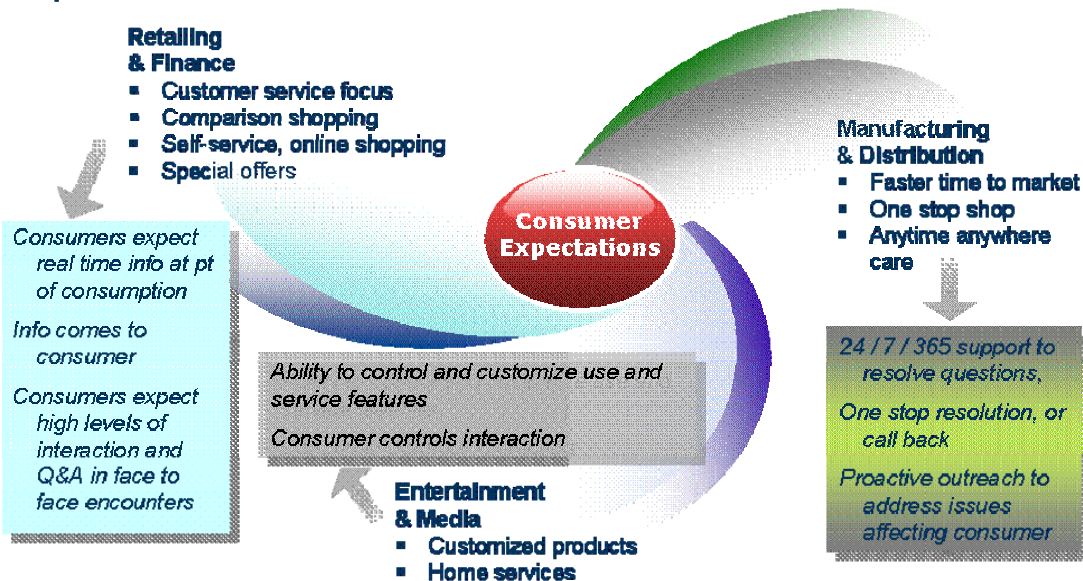 Retailing
& Finance
▪ Customer service focus
▪ Comparison shopping
▪ Self-service, online shopping
▪ Special offers
Consumers expect
real time info at pt
of consumption
Info comes to
consumer
Consumers expect
high levels of
interaction and
Q&A in face to
face encounters
Consumer
Expectations
Manufacturing
& Distribution
▪ Faster time to market
▪ One stop shop
▪ Anytime anywhere
care
24 / 7 / 365 support to
resolve questions,
One stop resolution, or
call back
Proactive outreach to
address issues
affecting consumer
Ability to control and customize use and
service features
Consumer controls interaction
Entertainment
& Media
▪ Customized products
▪ Home services